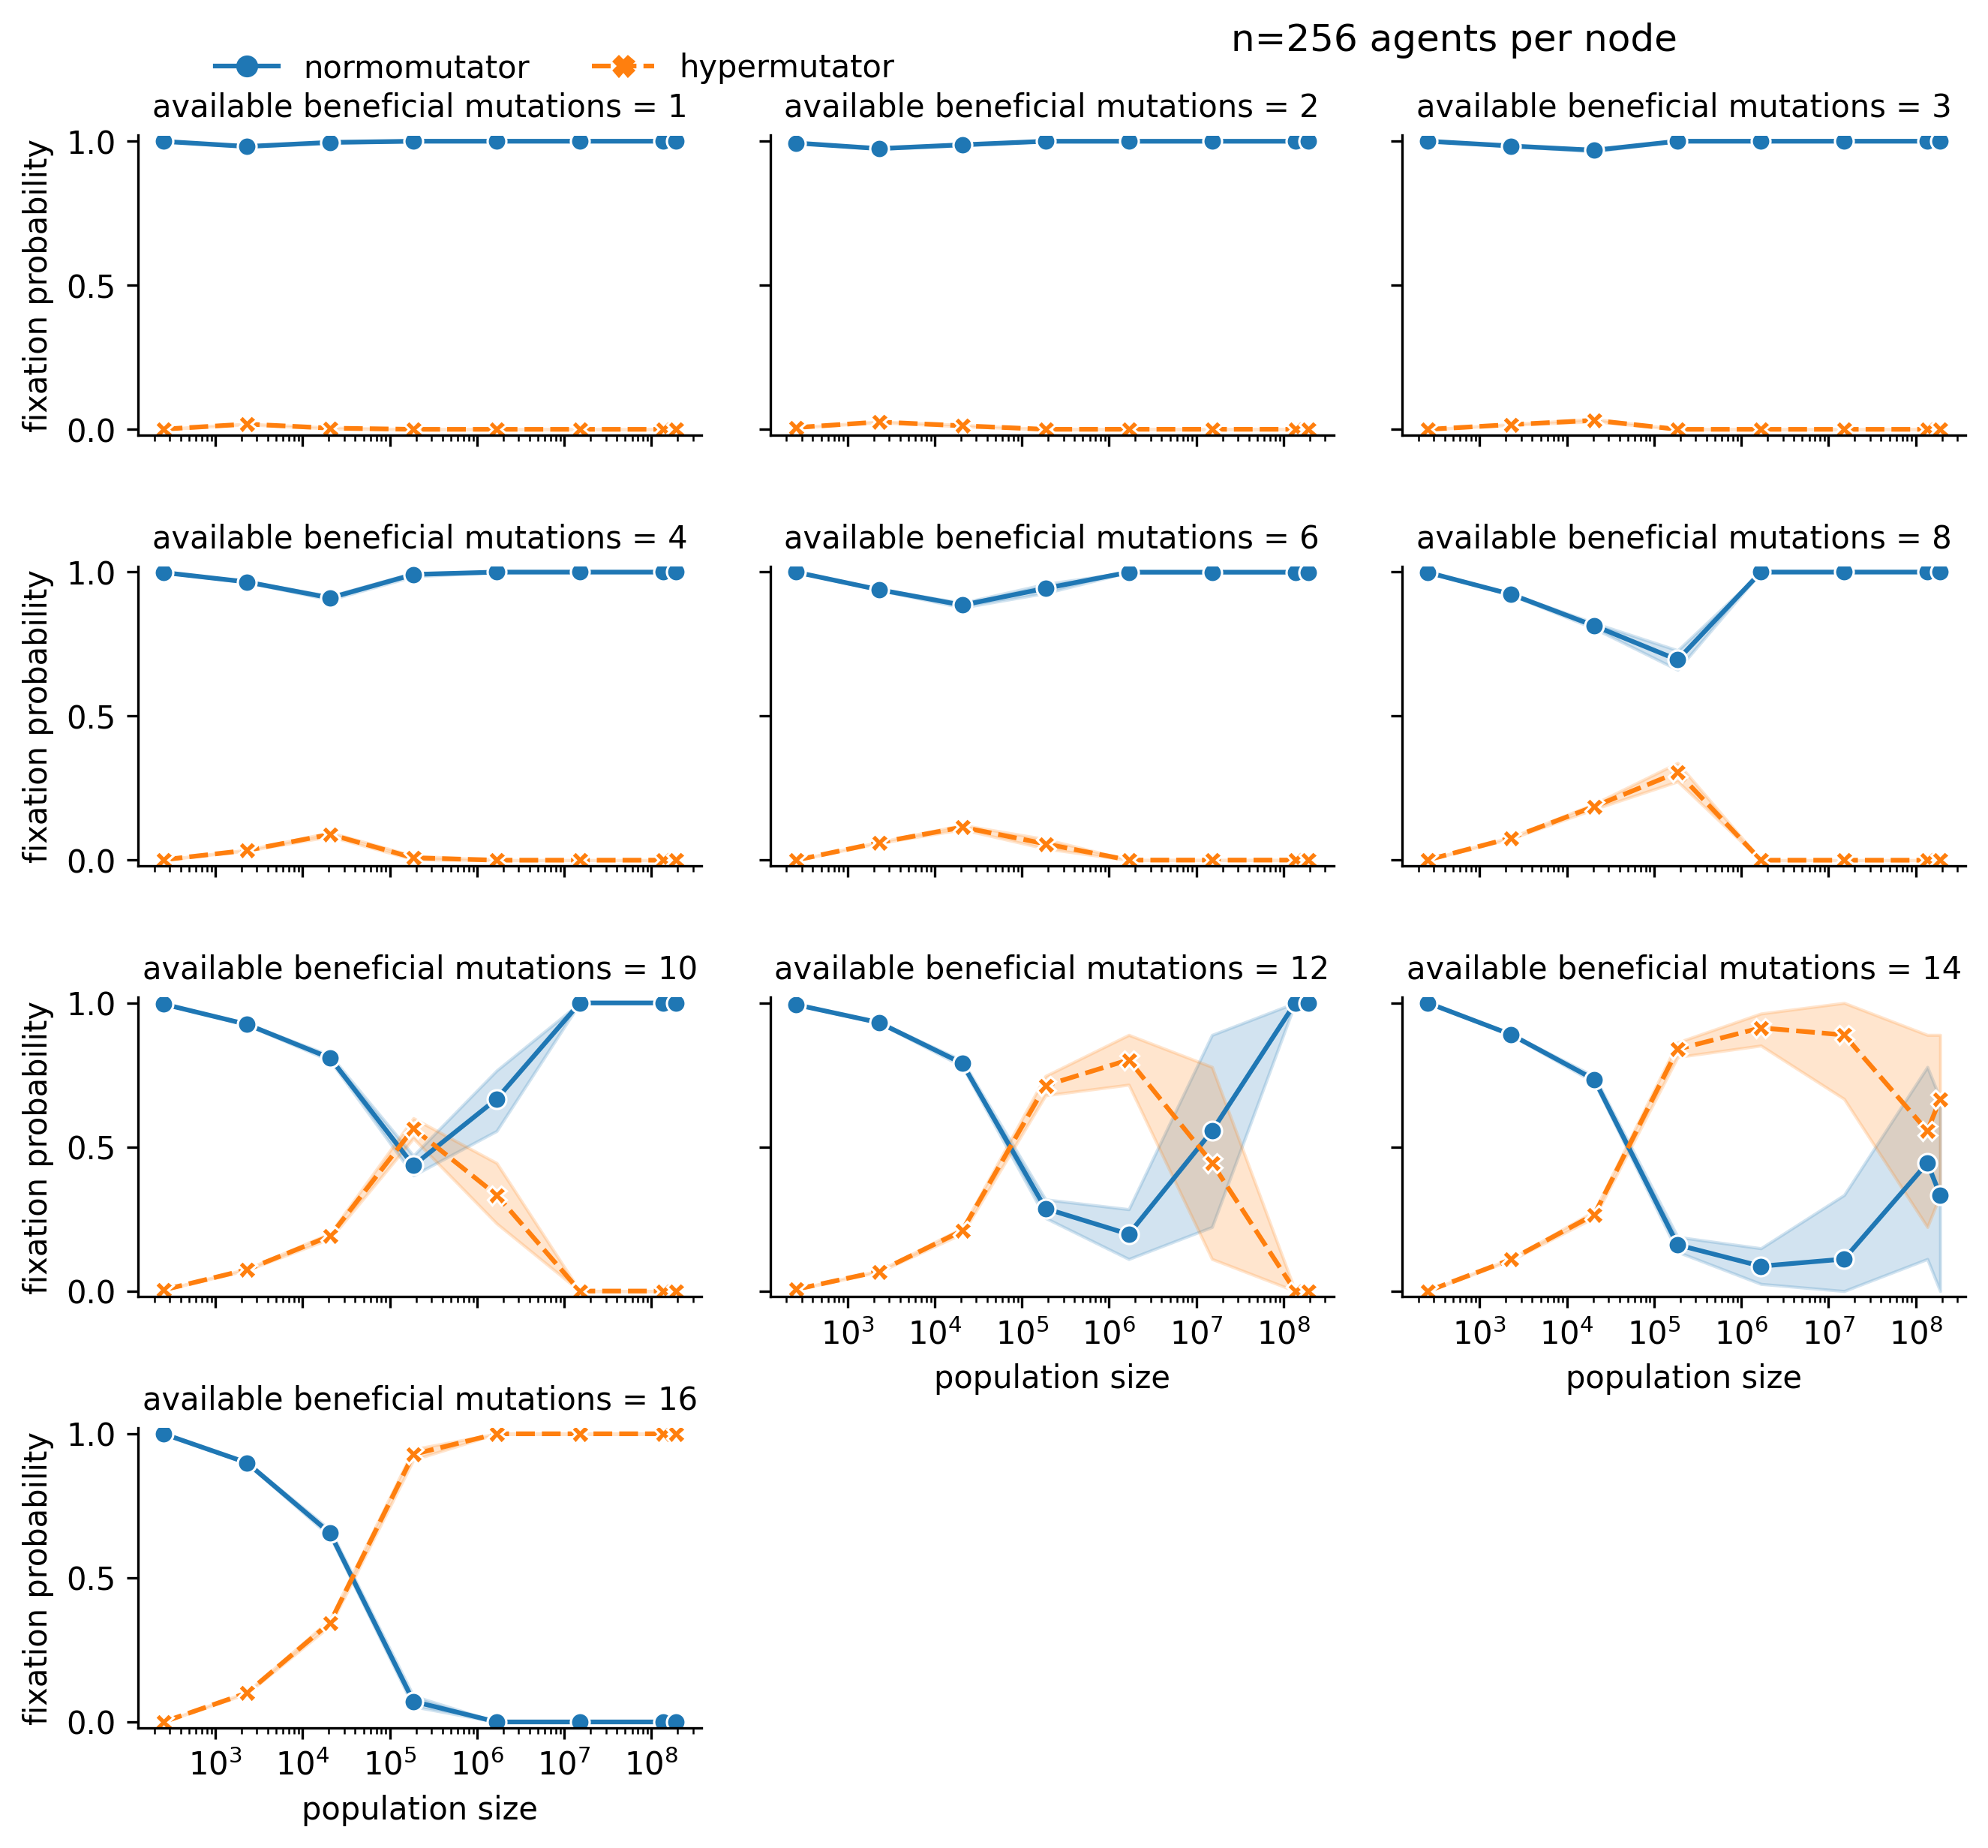 n=256 agents per node
normomutator hypermutator
available beneficial mutations = 1
available beneficial mutations = 2
available beneficial mutations = 3
fixation probability
1.0
0.5
0.0
available beneficial mutations = 4
available beneficial mutations = 6
available beneficial mutations = 8
fixation probability
1.0
0.5
0.0
available beneficial mutations = 10
available beneficial mutations = 12
available beneficial mutations = 14
fixation probability
1.0
0.5
0.0
10³ 10⁴ 10⁵ 10⁶ 10⁷ 10⁸
population size
10³ 10⁴ 10⁵ 10⁶ 10⁷ 10⁸
population size
available beneficial mutations = 16
fixation probability
1.0
0.5
0.0
10³ 10⁴ 10⁵ 10⁶ 10⁷ 10⁸
population size